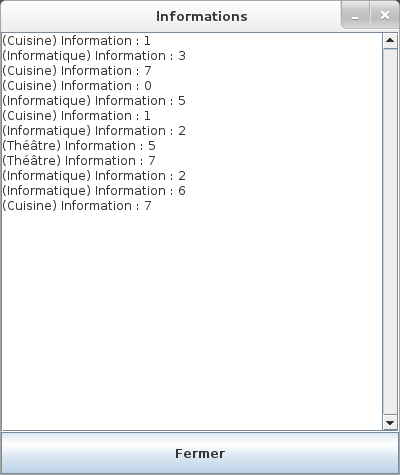 Informations
(Cuisine) Information : 1
(Informatique) Information : 3
(Cuisine) Information : 7
(Cuisine) Information : 0
(Informatique) Information : 5
(Cuisine) Information : 1
(Informatique) Information : 2
(Théâtre) Information : 5
(Théâtre) Information : 7
(Informatique) Information : 2
(Informatique) Information : 6
(Cuisine) Information : 7
Fermer